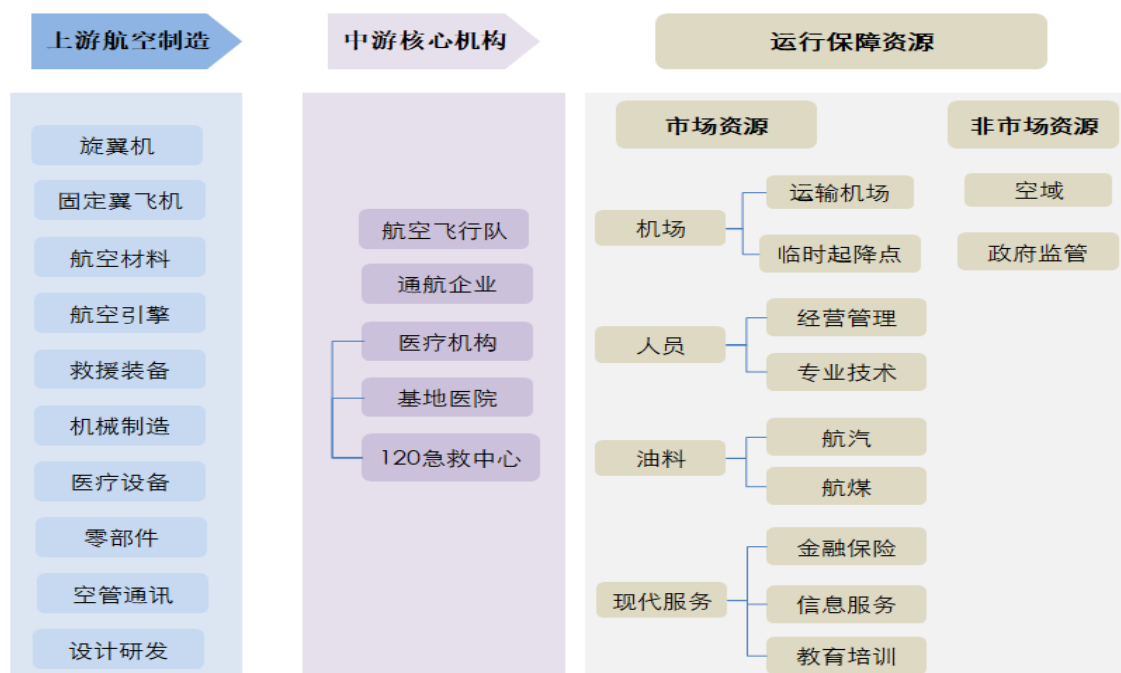 上游航空制造
中游核心机构
运行保障资源
旋翼机
固定翼飞机
航空材料
航空引擎
救援装备
机械制造
医疗设备
零部件
空管通讯
设计研发
航空飞行队
通航企业
医疗机构
基地医院
120急救中心
市场资源
机场
运输机场
临时起降点
人员
经营管理
专业技术
油料
航汽
航煤
现代服务
金融保险
信息服务
教育培训
非市场资源
空域
政府监管